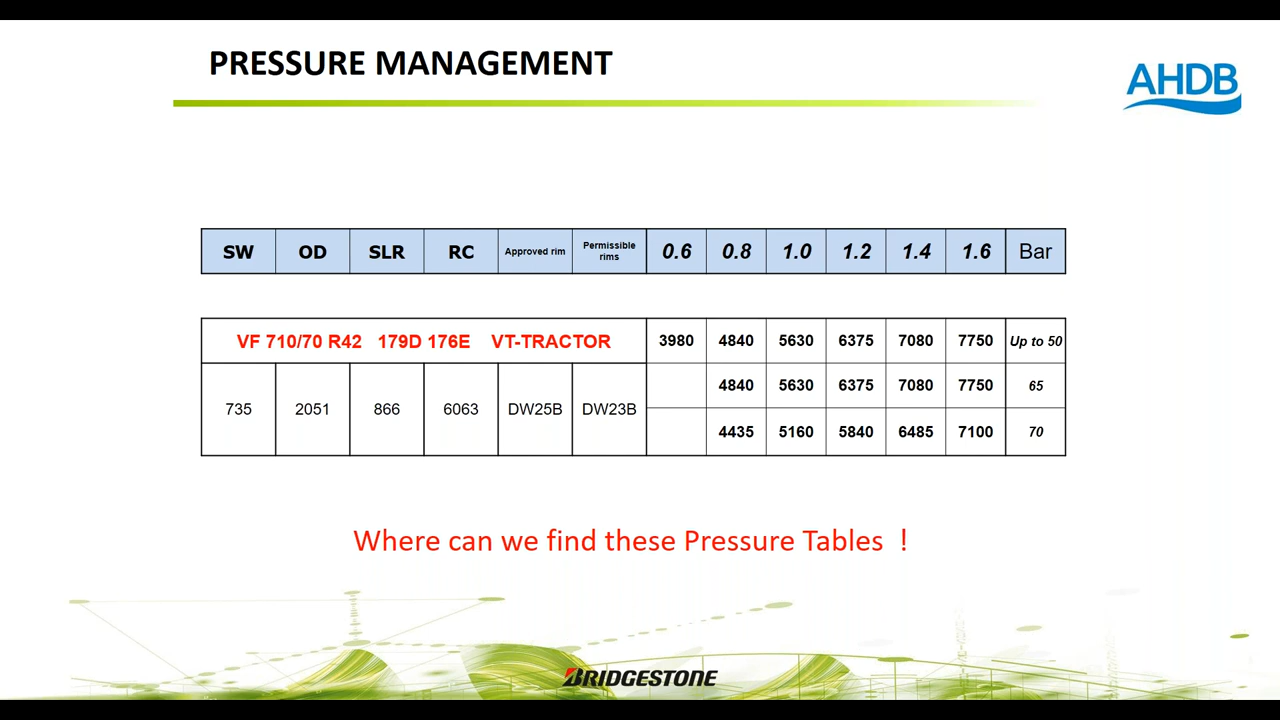 PRESSURE MANAGEMENT
AHDB
SW OD SLR RC Approved rim Permissible rims 0.6 0.8 1.0 1.2 1.4 1.6 Bar
VF 710/70 R42 179D 176E VT-TRACTOR 3980 4840 5630 6375 7080 7750 Up to 50
4840 5630 6375 7080 7750 65
735 2051 866 6063 DW25B DW23B
4435 5160 5840 6485 7100 70
Where can we find these Pressure Tables !
BRIDGESTONE